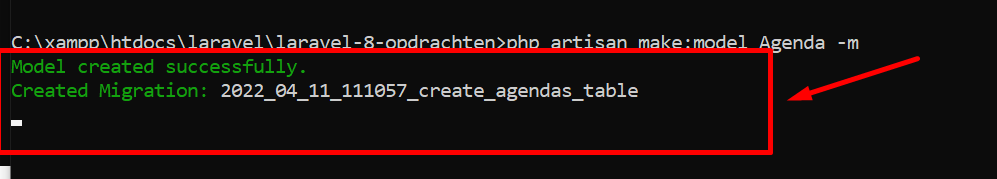 C:\xampp\htdocs\laravel\laravel-8-opdrachten>php artisan make:model Agenda -m
Model created successfully.
Created Migration: 2022_04_11_111057_create_agendas_table